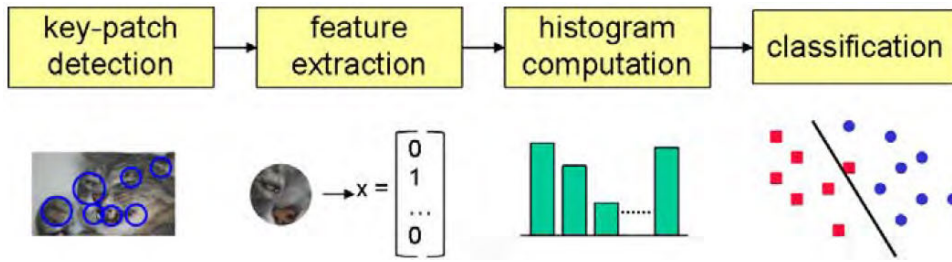 key-patch
detection
feature
extraction
histogram
computation
classification
x =
0
1
...
0
......